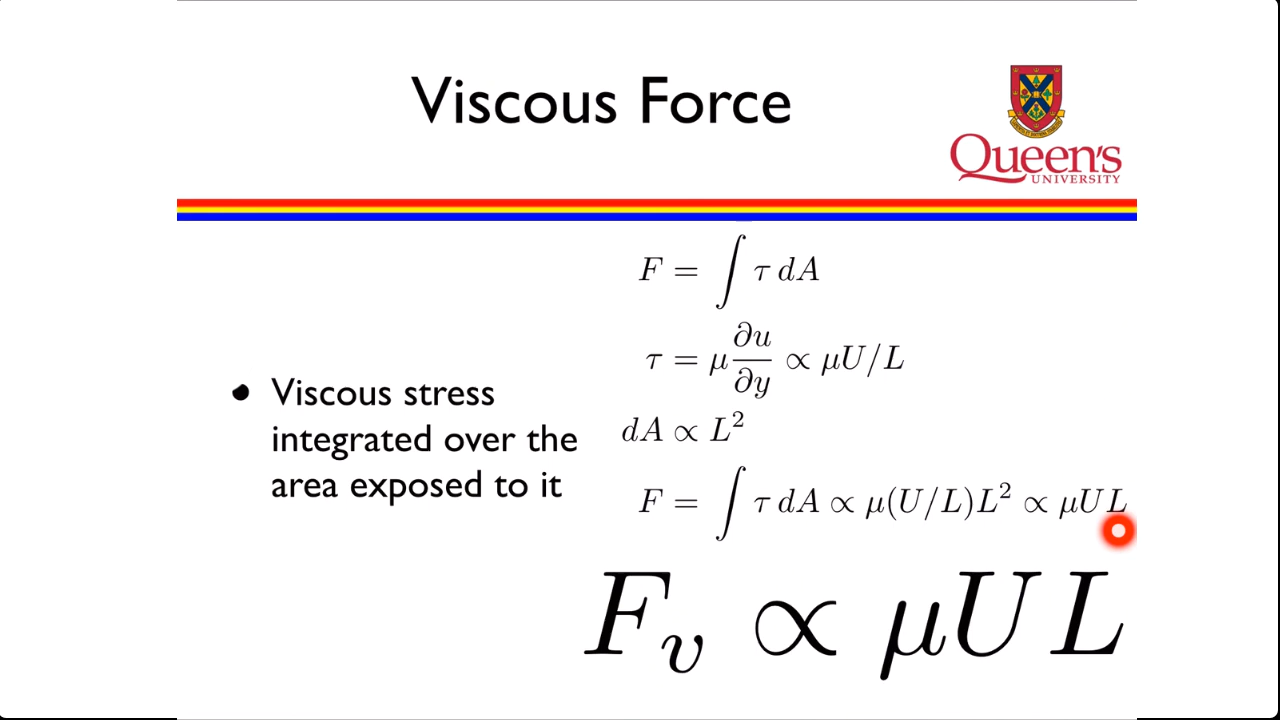 Viscous Force
Queen's
UNIVERSITY
F = ∫ τ dA
τ = μ ∂u/∂y ∝ μU/L
dA ∝ L²
F = ∫ τ dA ∝ μ(U/L)L² ∝ μUL
• Viscous stress
integrated over the
area exposed to it
Fᵥ ∝ μUL